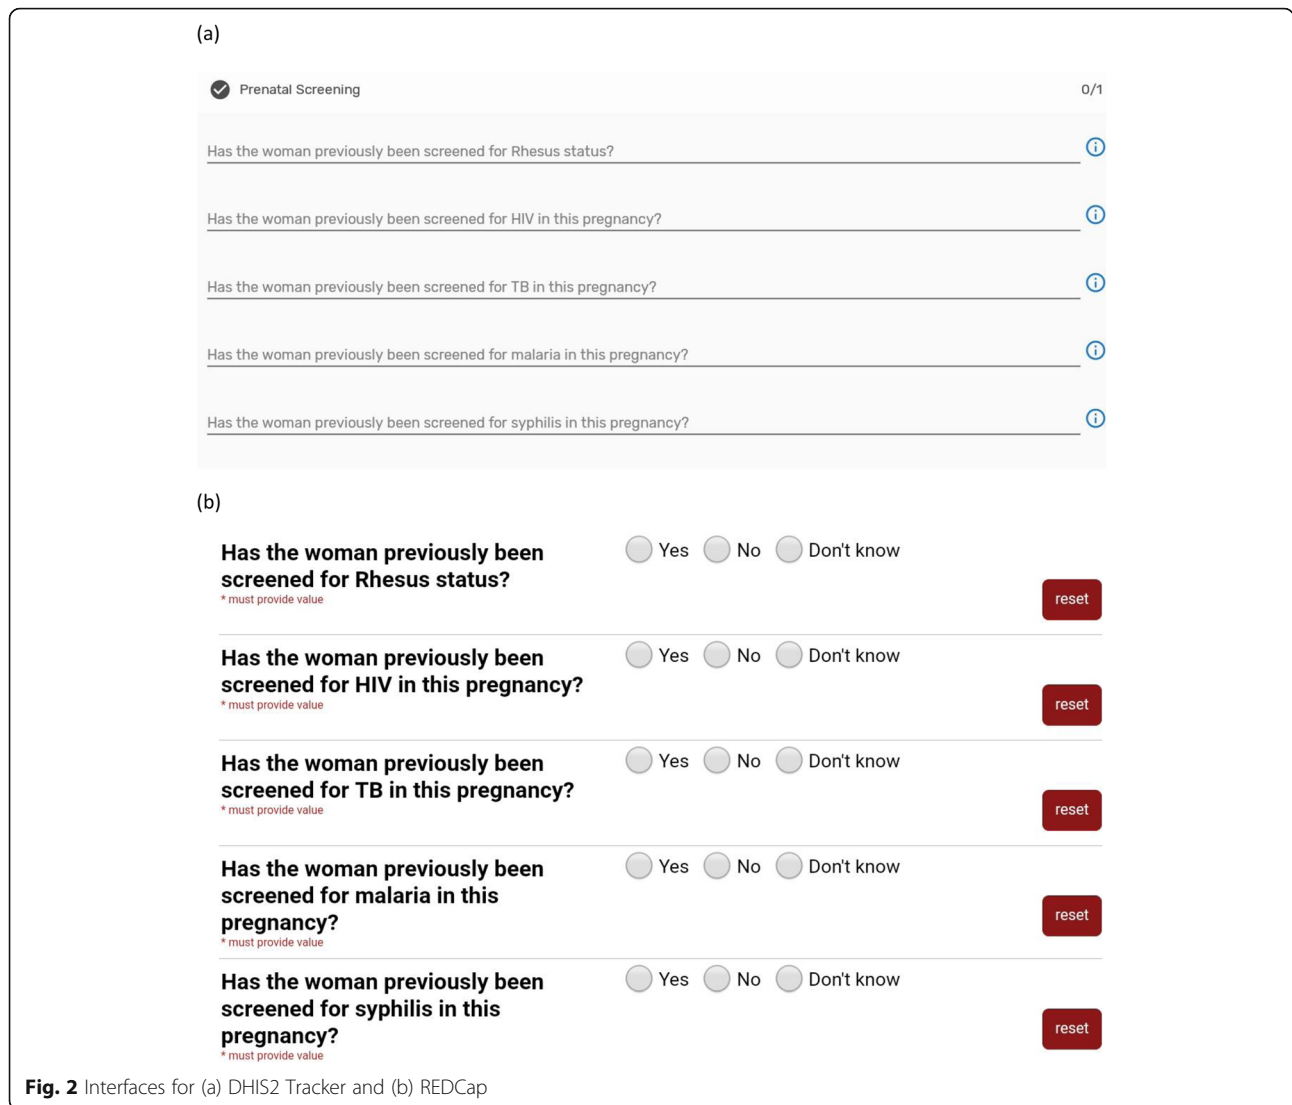 (a)
Prenatal Screening 0/1
Has the woman previously been screened for Rhesus status?
Has the woman previously been screened for HIV in this pregnancy?
Has the woman previously been screened for TB in this pregnancy?
Has the woman previously been screened for malaria in this pregnancy?
Has the woman previously been screened for syphilis in this pregnancy?
(b)
Has the woman previously been
screened for Rhesus status?
* must provide value
Yes No Don't know
reset
Has the woman previously been
screened for HIV in this pregnancy?
* must provide value
Yes No Don't know
reset
Has the woman previously been
screened for TB in this pregnancy?
* must provide value
Yes No Don't know
reset
Has the woman previously been
screened for malaria in this
pregnancy?
* must provide value
Yes No Don't know
reset
Has the woman previously been
screened for syphilis in this
pregnancy?
* must provide value
Yes No Don't know
reset
Fig. 2 Interfaces for (a) DHIS2 Tracker and (b) REDCap